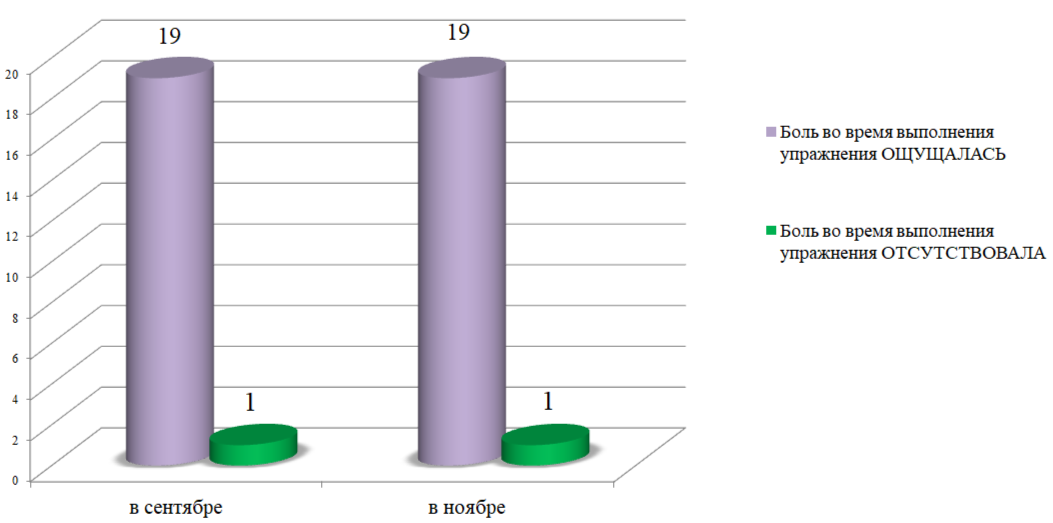 19
19
20
18
16
14
12
10
8
6
4
2
0
1
1
в сентябре
в ноябре
Боль во время выполнения
упражнения ОЩУЩАЛАСЬ
Боль во время выполнения
упражнения ОТСУТСТВОВАЛА